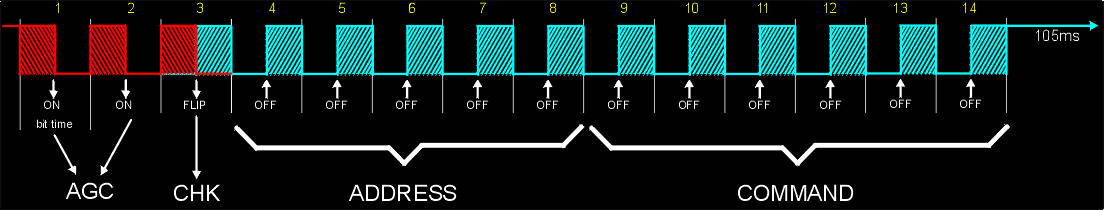 1 2 3 4 5 6 7 8 9 10 11 12 13 14
105ms
ON ON FLIP OFF OFF OFF OFF OFF OFF OFF OFF OFF OFF OFF
bit time
AGC CHK ADDRESS COMMAND